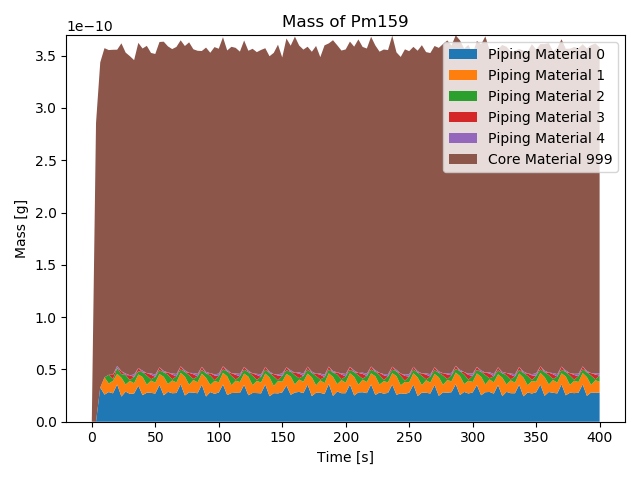 Mass of Pm159
1e−10
3.5
3.0
2.5
2.0
1.5
1.0
0.5
0.0
Mass [g]
Piping Material 0
Piping Material 1
Piping Material 2
Piping Material 3
Piping Material 4
Core Material 999
0 50 100 150 200 250 300 350 400
Time [s]